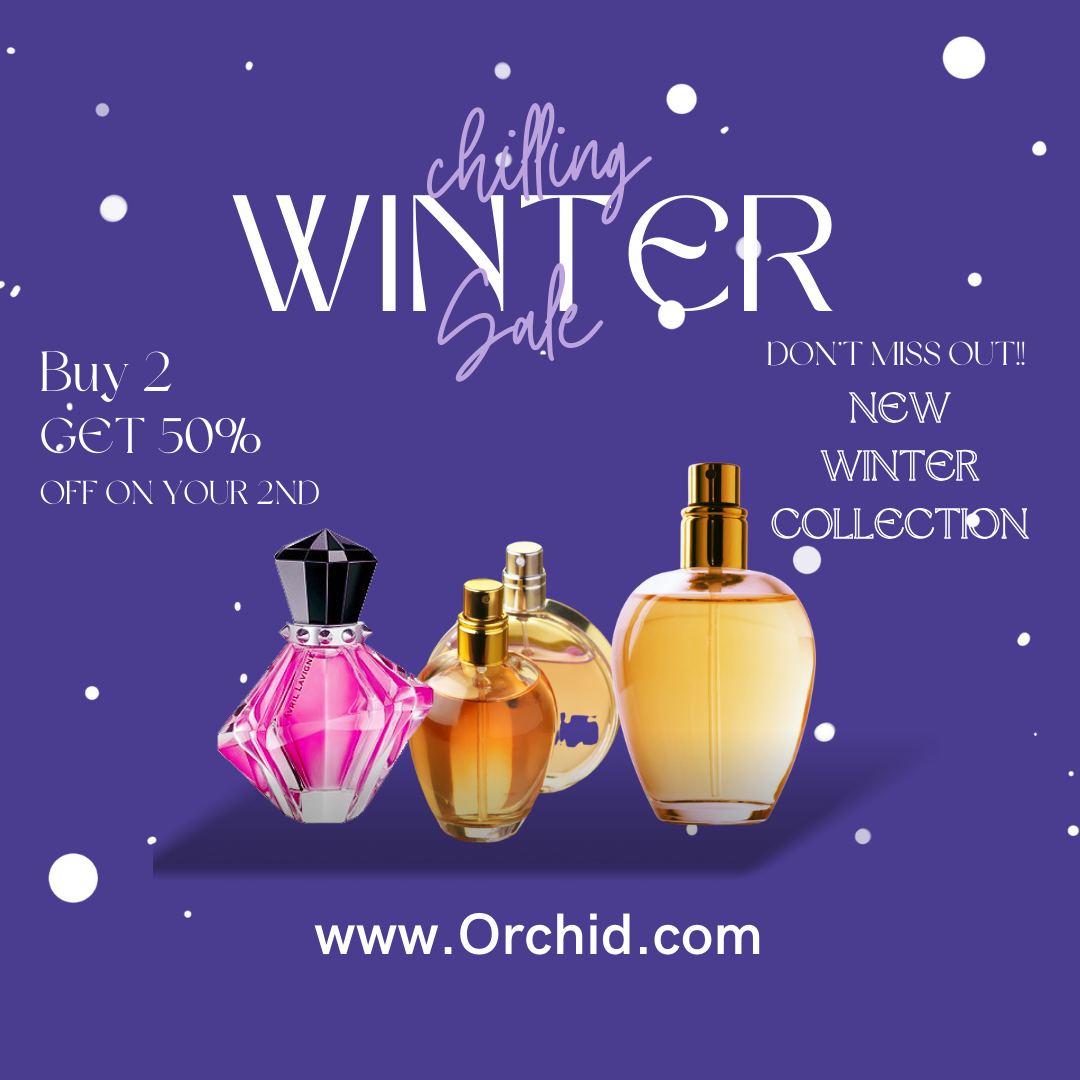 chilling
WINTER
Sale
Buy 2
GET 50%
OFF ON YOUR 2ND
DON'T MISS OUT!!
NEW
WINTER
COLLECTION
www.Orchid.com